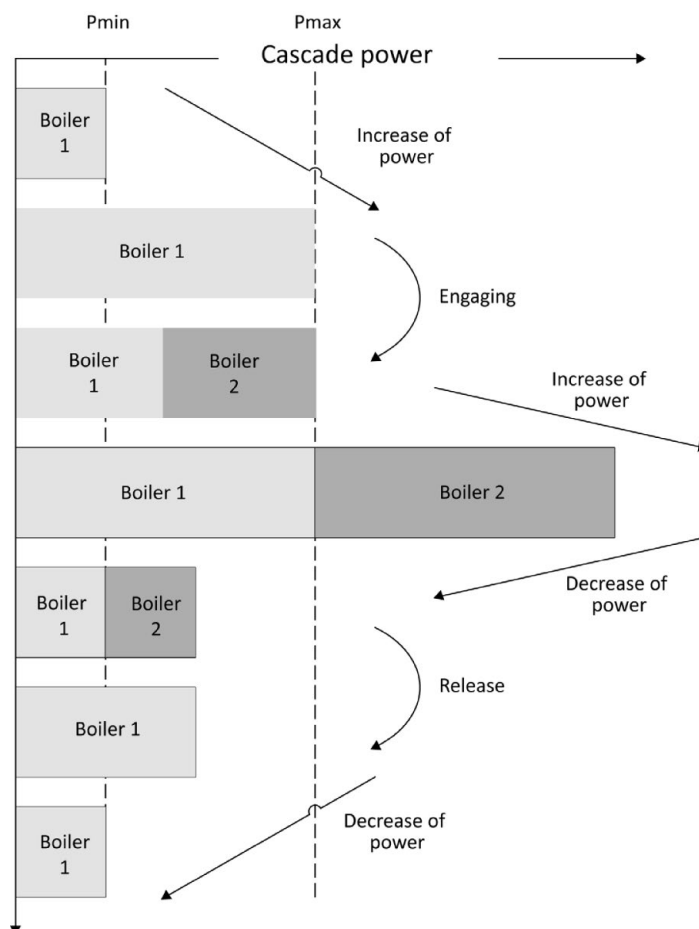 Pmin
Pmax
Cascade power
Boiler
1
Increase of
power
Boiler 1
Engaging
Boiler
1
Boiler
2
Increase of
power
Boiler 1
Boiler 2
Boiler
1
Boiler
2
Decrease of
power
Release
Boiler 1
Decrease of
power
Boiler
1